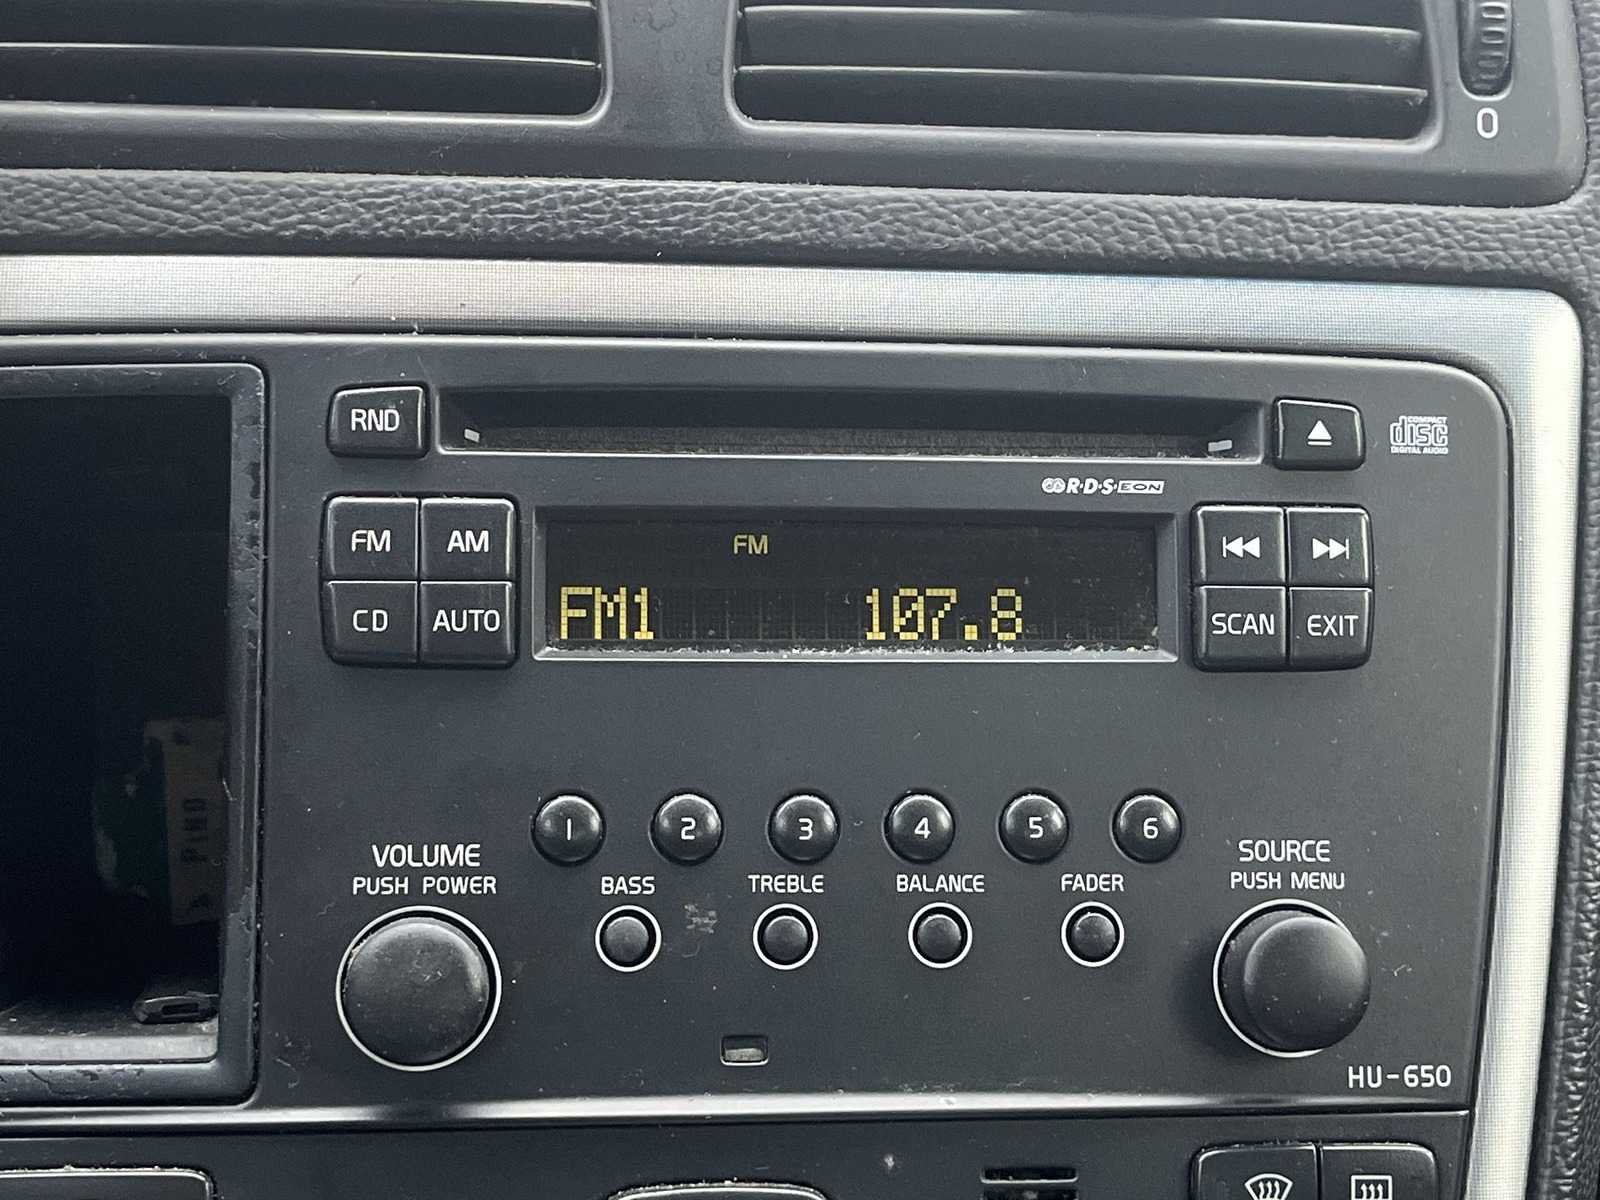 0
RND
COMPACT
disc
DIGITAL AUDIO
R·D·S·EON
FM AM
FM
CD AUTO
FM1 107.8
SCAN EXIT
1 2 3 4 5 6
VOLUME
PUSH POWER
BASS TREBLE BALANCE FADER
SOURCE
PUSH MENU
HU-650